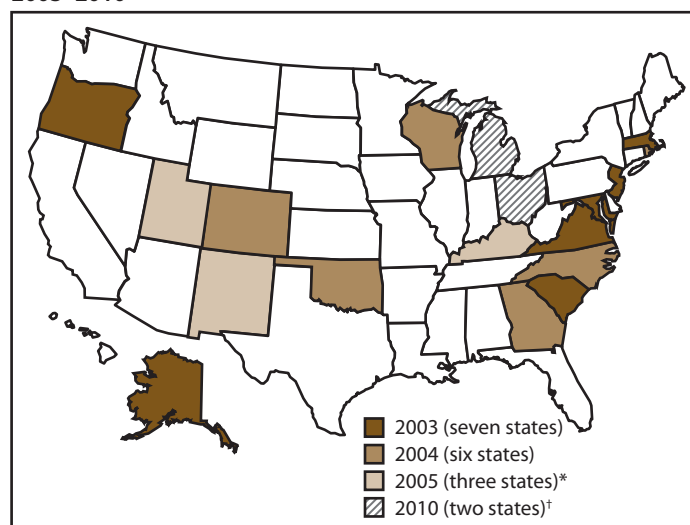 2003 (seven states)
2004 (six states)
2005 (three states)*
2010 (two states)†